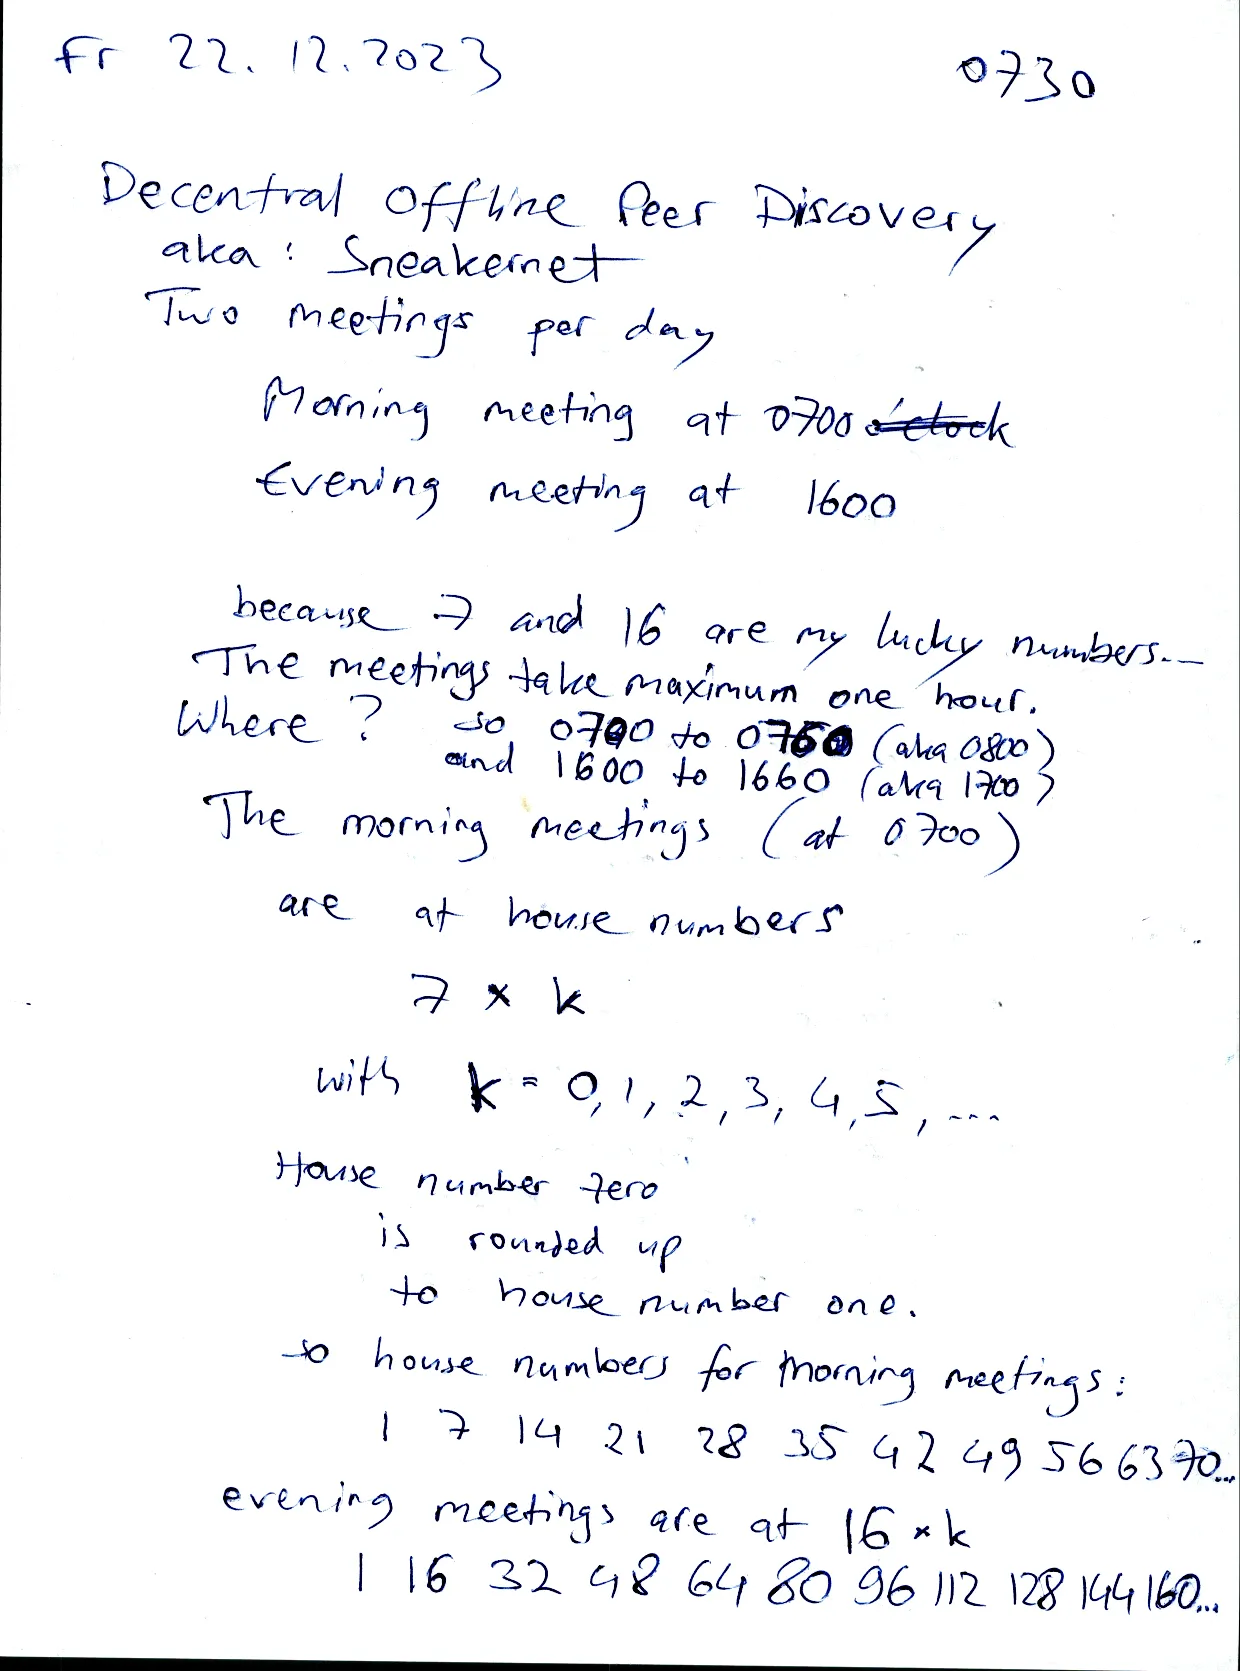 Fr 22.12.2023 0730
Decentral Offline Peer Discovery
aka: Sneakernet
Two meetings per day
Morning meeting at 0700 o'clock
Evening meeting at 1600
because 7 and 16 are my lucky numbers...
The meetings take maximum one hour.
Where? so 0700 to 0760 (aka 0800)
and 1600 to 1660 (aka 1700)
The morning meetings (at 0700)
are at house numbers
7 × k
with k = 0, 1, 2, 3, 4, 5, ...
House number zero
is rounded up
to house number one.
so house numbers for morning meetings:
1 7 14 21 28 35 42 49 56 63 70...
evening meetings are at 16 × k
1 16 32 48 64 80 96 112 128 144 160...